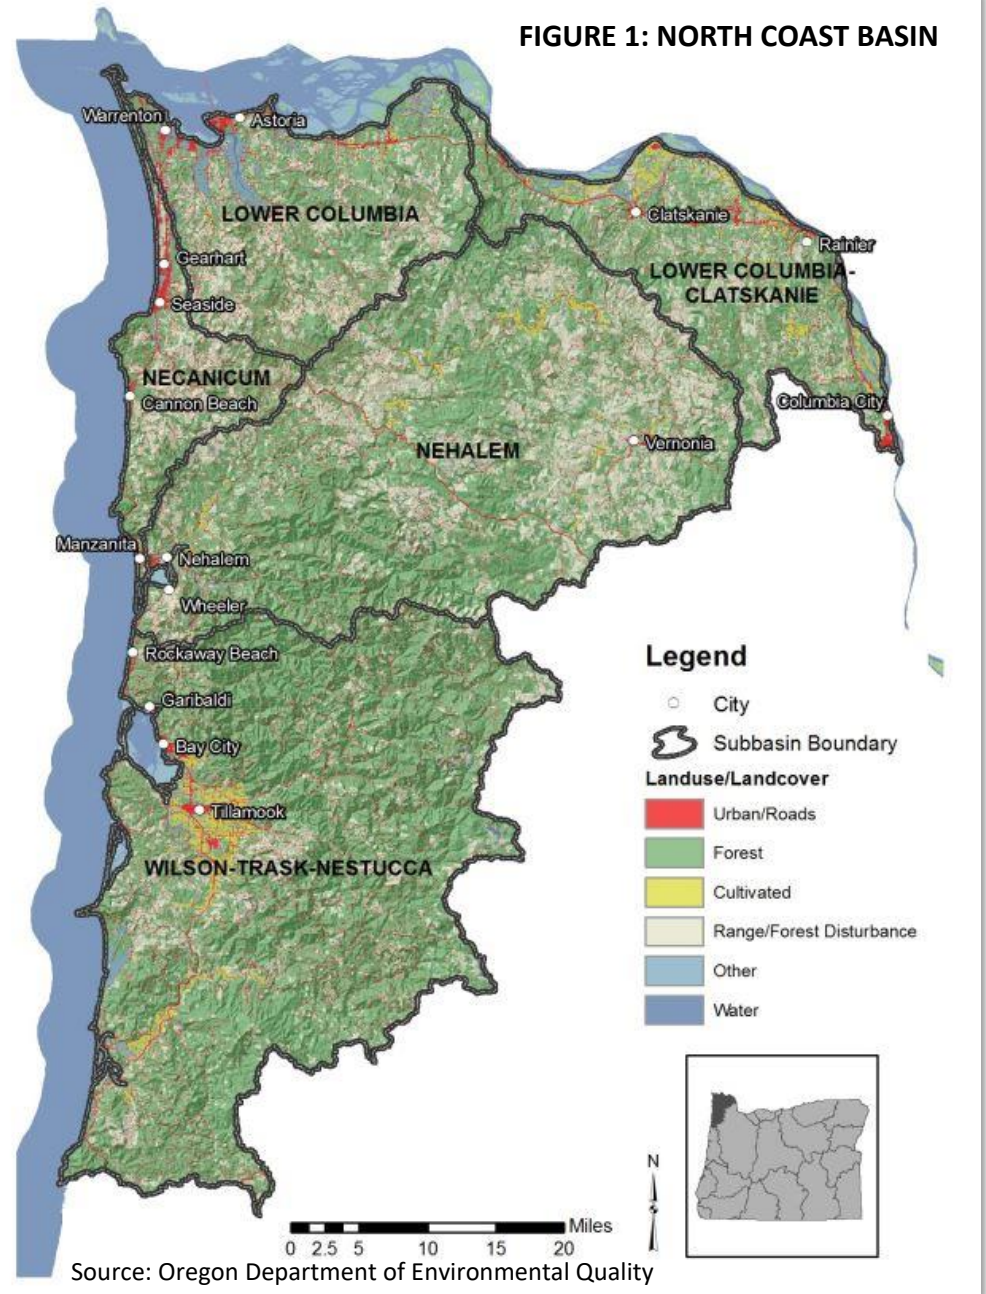 FIGURE 1: NORTH COAST BASIN
Warrenton
Astoria
LOWER COLUMBIA
Clatskanie
Rainier
Gearhart
LOWER COLUMBIA-
CLATSKANIE
Seaside
NECANICUM
Cannon Beach
Columbia City
NEHALEM
Vernonia
Manzanita
Nehalem
Wheeler
Rockaway Beach
Garibaldi
Bay City
Tillamook
WILSON-TRASK-NESTUCCA
Legend
City
Subbasin Boundary
Landuse/Landcover
Urban/Roads
Forest
Cultivated
Range/Forest Disturbance
Other
Water
N
Miles
0 2.5 5 10 15 20
Source: Oregon Department of Environmental Quality